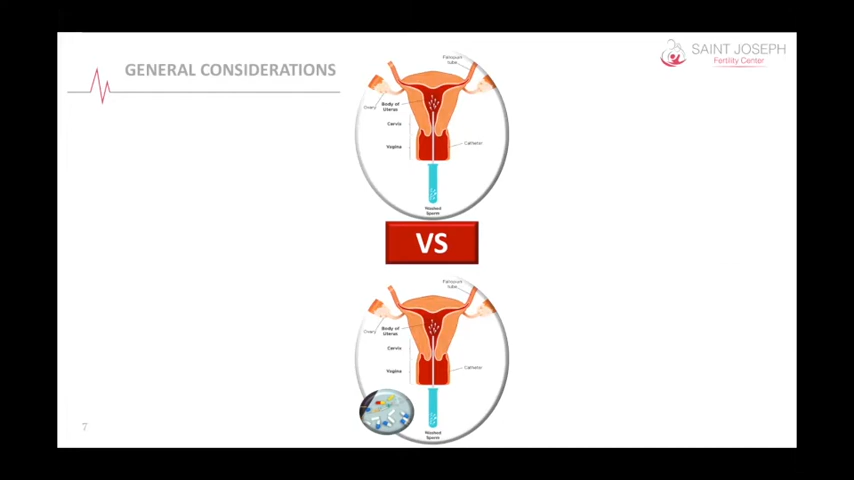 GENERAL CONSIDERATIONS
SAINT JOSEPH
Fertility Center
Fallopian
tube
Ovary
Body of
Uterus
Cervix
Vagina
Catheter
Washed
Sperm
VS
Fallopian
tube
Ovary
Body of
Uterus
Cervix
Vagina
Catheter
Washed
Sperm
7